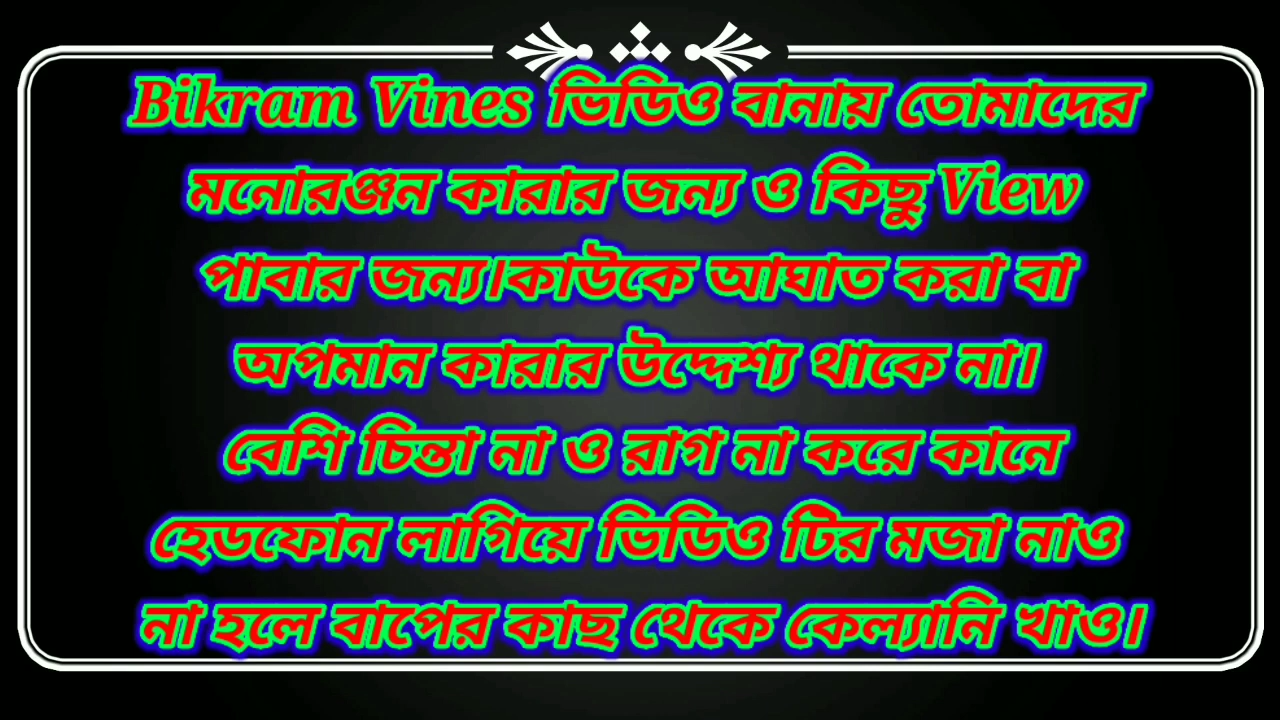 Bikram Vines ভিডিও বানায় তোমাদের
মনোরঞ্জন কারার জন্য ও কিছু View
পাবার জন্য।কাউকে আঘাত করা বা
অপমান কারার উদ্দেশ্য থাকে না।
বেশি চিন্তা না ও রাগ না করে কানে
হেডফোন লাগিয়ে ভিডিও টির মজা নাও
না হলে বাপের কাছ থেকে কেল্যানি খাও।